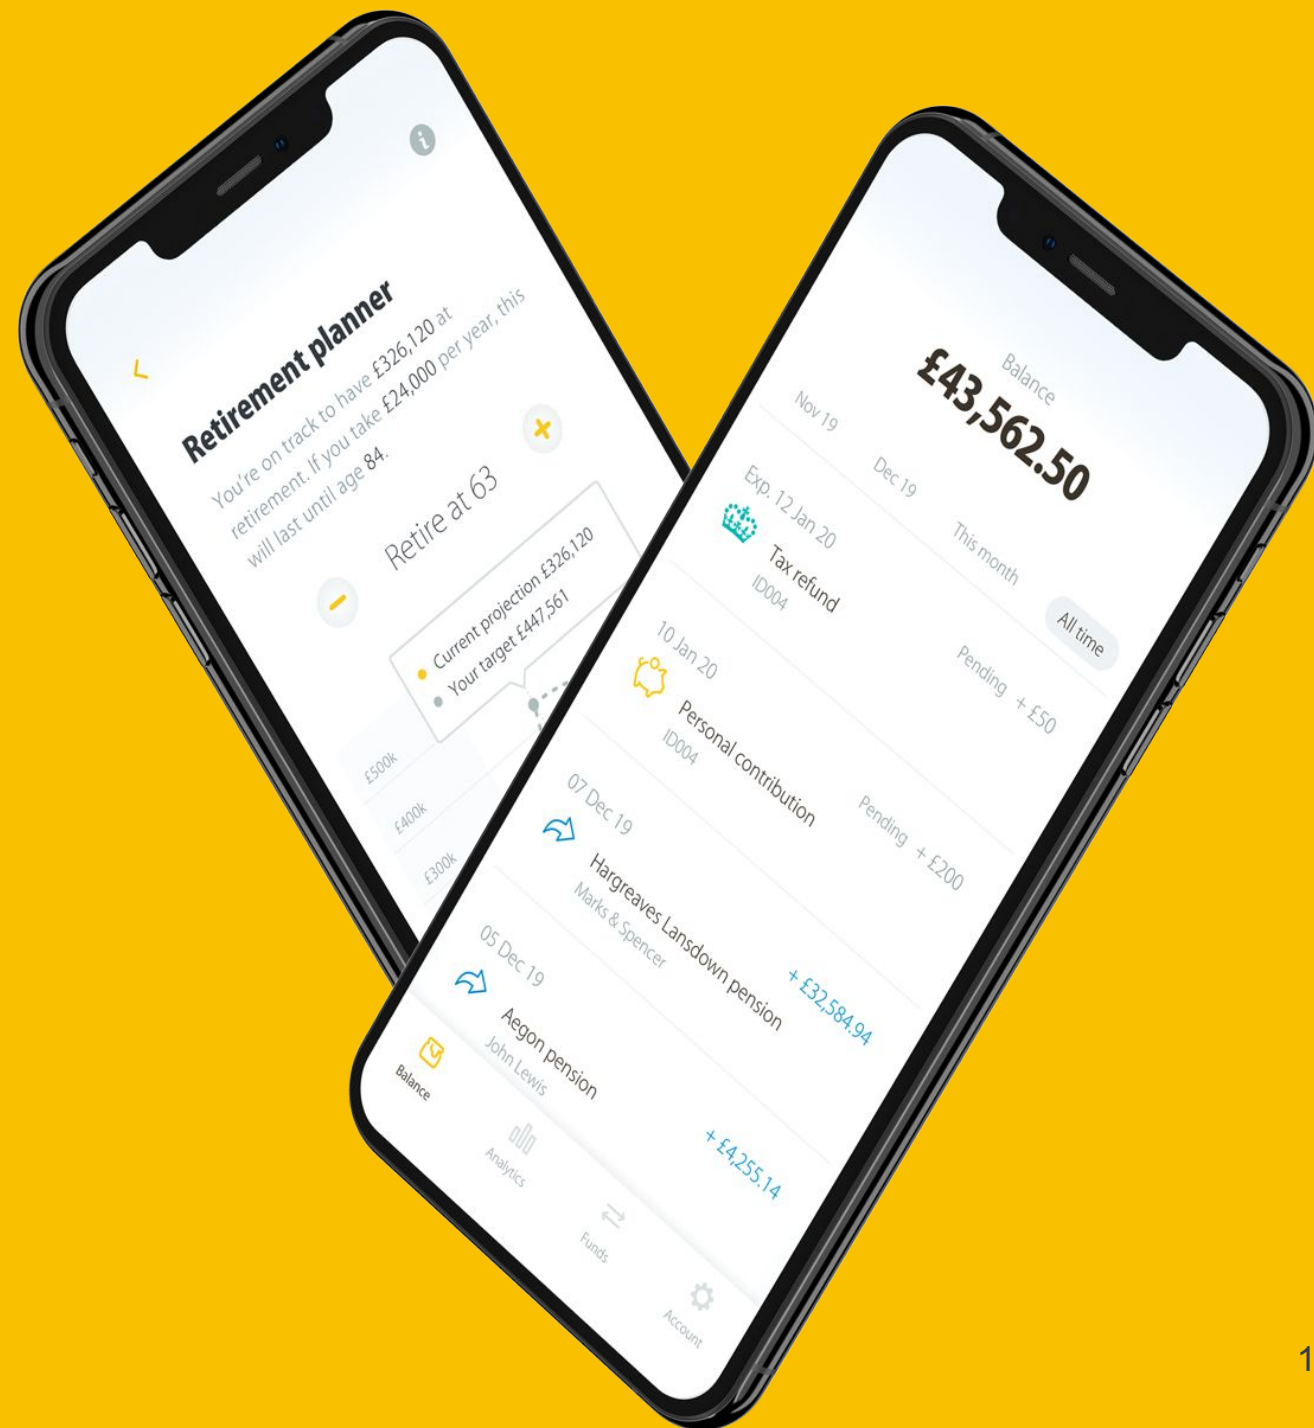 Retirement planner
You're on track to have £326,120 at
retirement. If you take £24,000 per year, this
will last until age 84.
Retire at 63
Current projection £326,120
Your target £447,561
£500k
£400k
£300k
Balance
£43,562.50
Nov 19
Dec 19
This month
All time
Exp. 12 Jan 20
Tax refund
ID004
Pending + £50
10 Jan 20
Personal contribution
ID004
Pending + £200
07 Dec 19
Hargreaves Lansdown pension
Marks & Spencer
+ £32,584.94
05 Dec 19
Aegon pension
John Lewis
+ £4,255.14
Balance
Analytics
Funds
Account
1